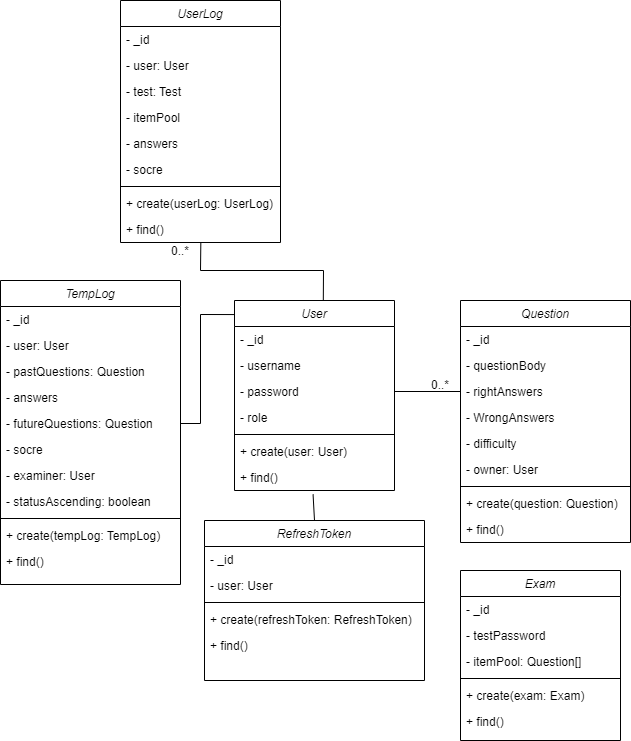 UserLog
- _id
- user: User
- test: Test
- itemPool
- answers
- socre
+ create(userLog: UserLog)
+ find()
0..*
TempLog
- _id
- user: User
- pastQuestions: Question
- answers
- futureQuestions: Question
- socre
- examiner: User
- statusAscending: boolean
+ create(tempLog: TempLog)
+ find()
User
- _id
- username
- password
- role
+ create(user: User)
+ find()
0..*
Question
- _id
- questionBody
- rightAnswers
- WrongAnswers
- difficulty
- owner: User
+ create(question: Question)
+ find()
RefreshToken
- _id
- user: User
+ create(refreshToken: RefreshToken)
+ find()
Exam
- _id
- testPassword
- itemPool: Question[]
+ create(exam: Exam)
+ find()